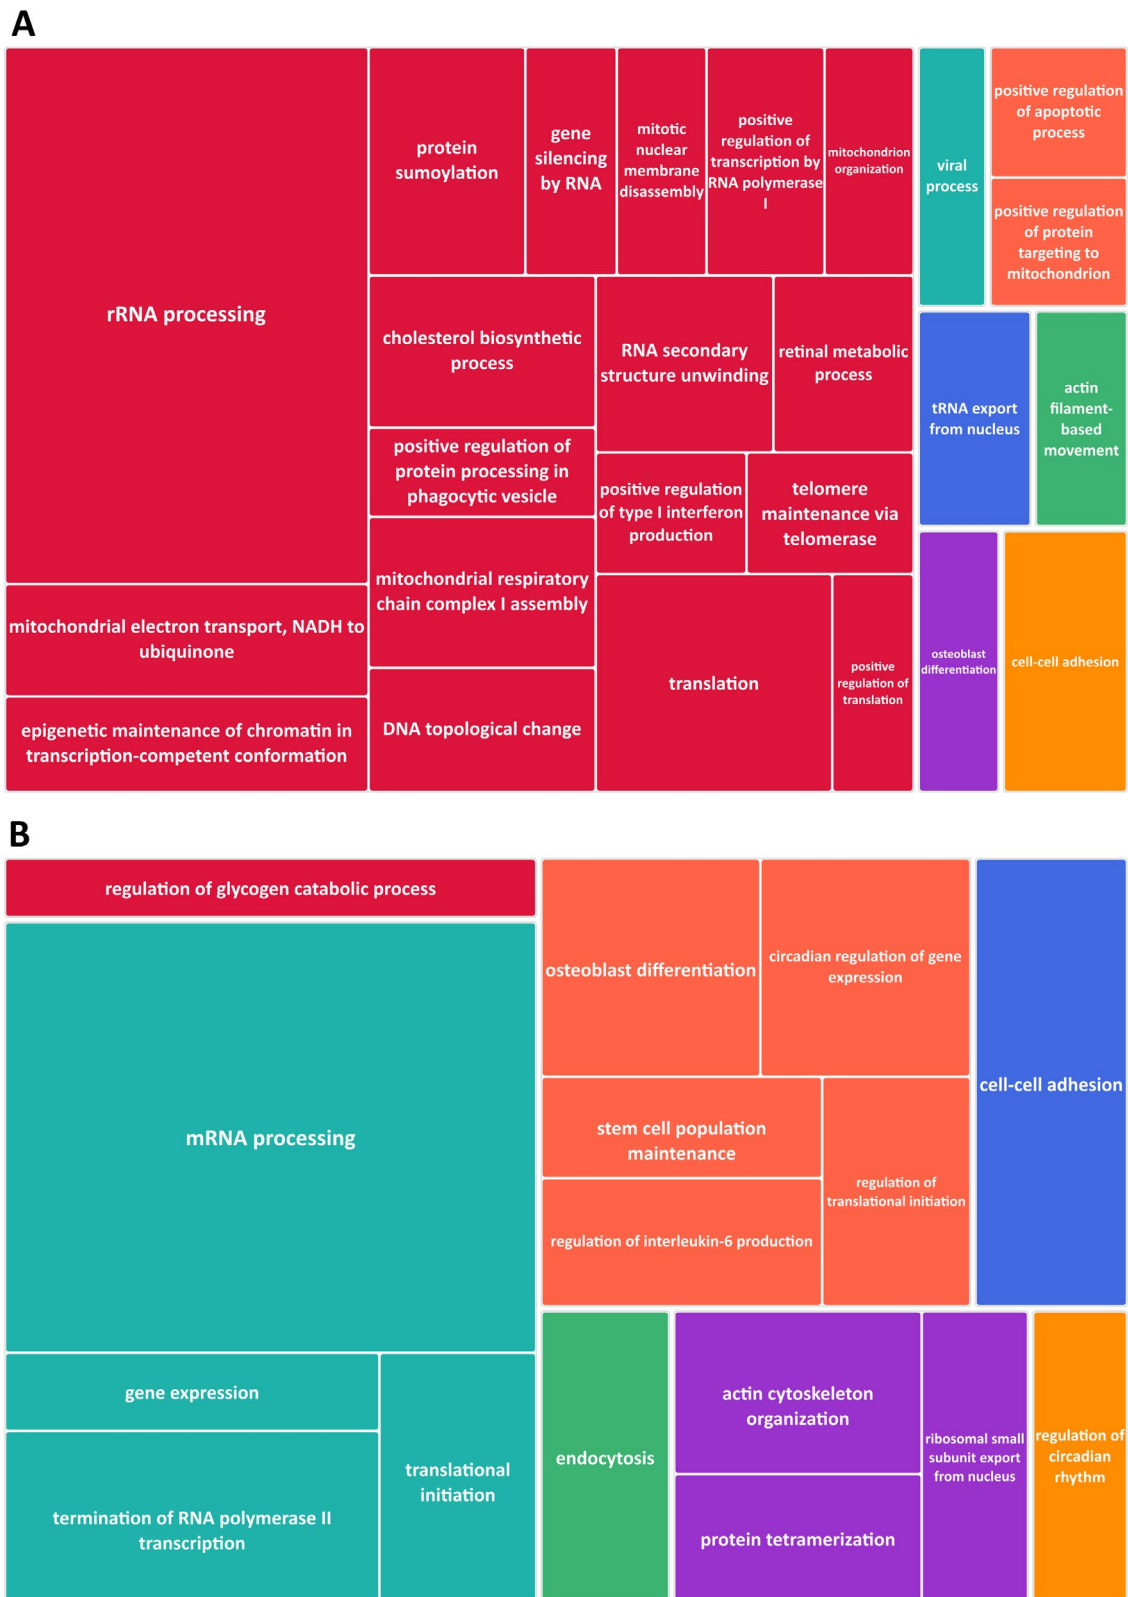 A
rRNA processing
mitochondrial electron transport, NADH to
ubiquinone
epigenetic maintenance of chromatin in
transcription-competent conformation
protein
sumoylation
gene
silencing
by RNA
mitotic
nuclear
membrane
disassembly
positive
regulation of
transcription by
RNA polymerase
I
mitochondrion
organization
cholesterol biosynthetic
process
positive regulation of
protein processing in
phagocytic vesicle
mitochondrial respiratory
chain complex I assembly
DNA topological change
RNA secondary
structure unwinding
retinal metabolic
process
positive regulation
of type I interferon
production
telomere
maintenance via
telomerase
translation
positive
regulation of
translation
viral
process
positive regulation
of apoptotic
process
positive regulation
of protein
targeting to
mitochondrion
tRNA export
from nucleus
actin
filament-
based
movement
osteoblast
differentiation
cell-cell adhesion
B
regulation of glycogen catabolic process
mRNA processing
gene expression
termination of RNA polymerase II
transcription
translational
initiation
osteoblast differentiation
circadian regulation of gene
expression
stem cell population
maintenance
regulation of interleukin-6 production
regulation of
translational initiation
cell-cell adhesion
endocytosis
actin cytoskeleton
organization
protein tetramerization
ribosomal small
subunit export
from nucleus
regulation of
circadian
rhythm